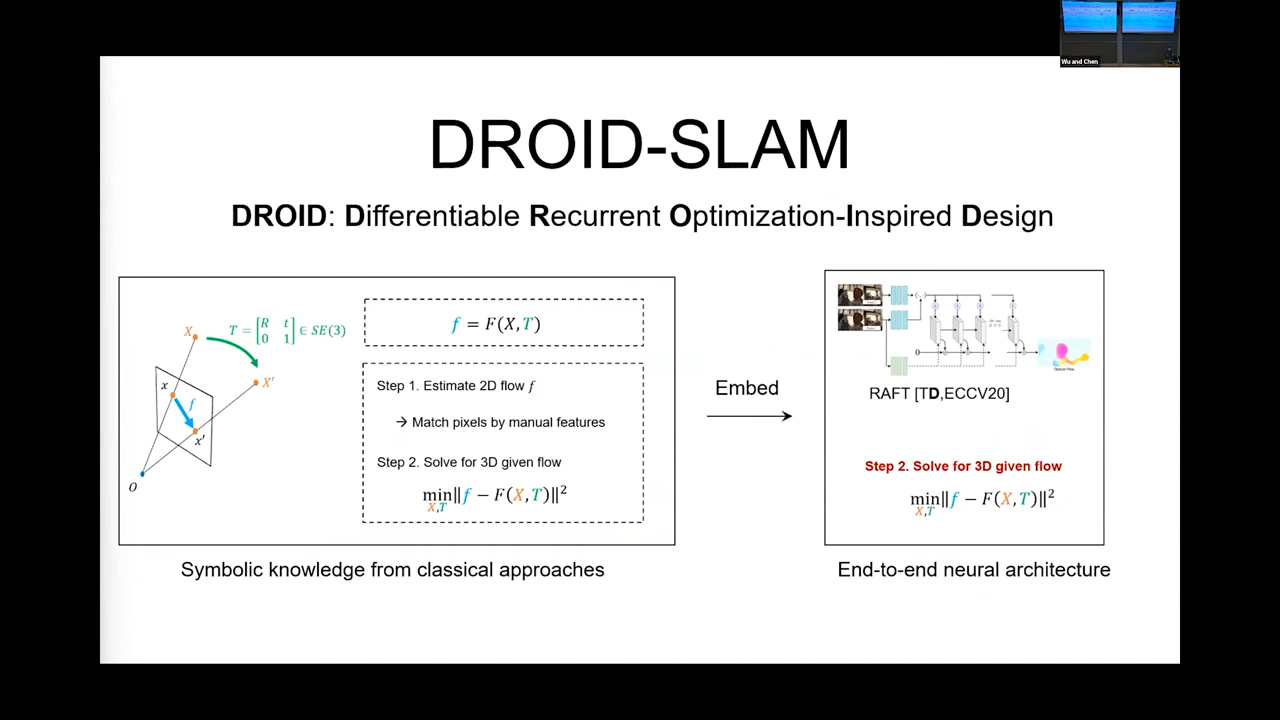 Wu and Chen
DROID-SLAM
DROID: Differentiable Recurrent Optimization-Inspired Design
X
T = [R t 0 1] ∈ SE(3)
X'
x
f
x'
O
f = F(X, T)
Step 1. Estimate 2D flow f
→ Match pixels by manual features
Step 2. Solve for 3D given flow
min X,T ‖f − F(X, T)‖²
Symbolic knowledge from classical approaches
Embed
0
Optical Flow
RAFT [TD,ECCV20]
Step 2. Solve for 3D given flow
min X,T ‖f − F(X, T)‖²
End-to-end neural architecture